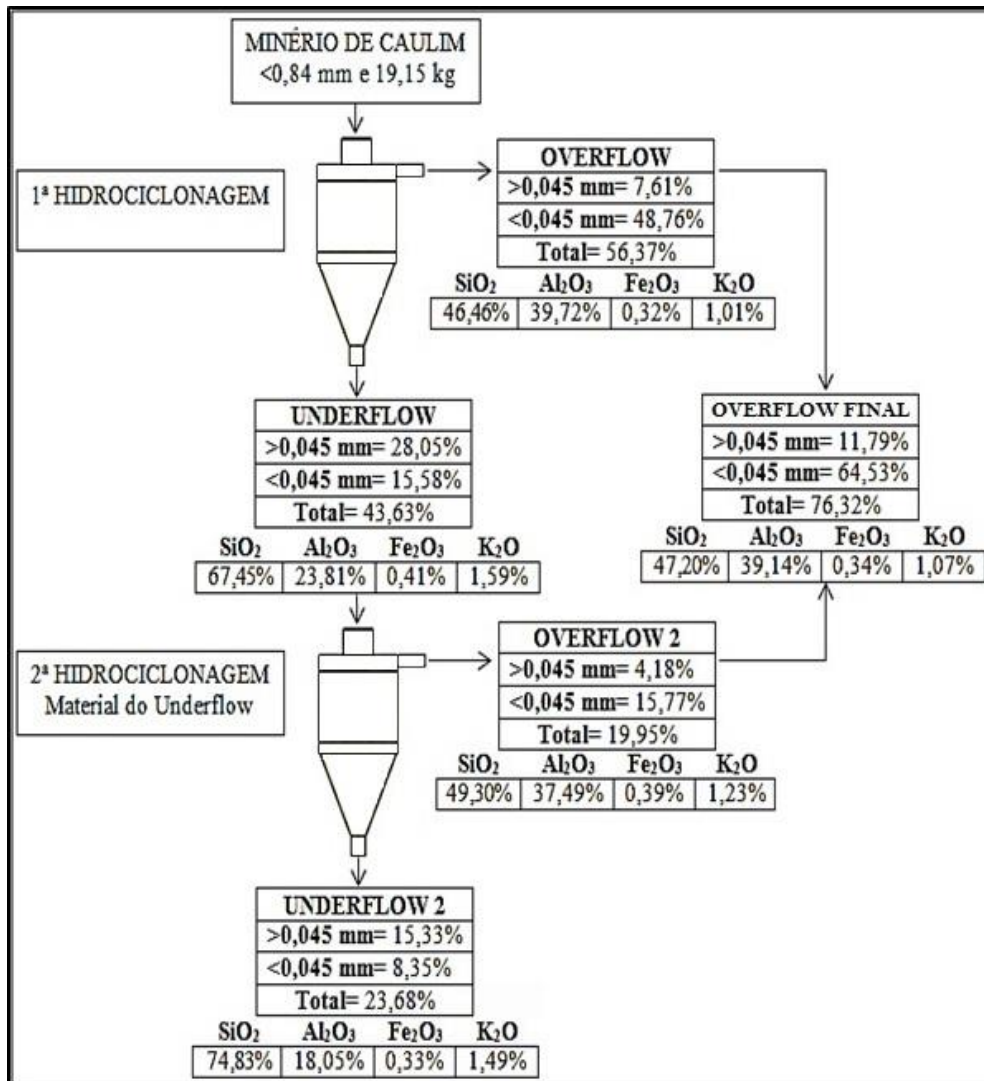 MINÉRIO DE CAULIM
<0,84 mm e 19,15 kg
1ª HIDROCICLONAGEM
OVERFLOW
>0,045 mm= 7,61%
<0,045 mm= 48,76%
Total= 56,37%
SiO₂ Al₂O₃ Fe₂O₃ K₂O
46,46% 39,72% 0,32% 1,01%
UNDERFLOW
>0,045 mm= 28,05%
<0,045 mm= 15,58%
Total= 43,63%
SiO₂ Al₂O₃ Fe₂O₃ K₂O
67,45% 23,81% 0,41% 1,59%
OVERFLOW FINAL
>0,045 mm= 11,79%
<0,045 mm= 64,53%
Total= 76,32%
SiO₂ Al₂O₃ Fe₂O₃ K₂O
47,20% 39,14% 0,34% 1,07%
2ª HIDROCICLONAGEM
Material do Underflow
OVERFLOW 2
>0,045 mm= 4,18%
<0,045 mm= 15,77%
Total= 19,95%
SiO₂ Al₂O₃ Fe₂O₃ K₂O
49,30% 37,49% 0,39% 1,23%
UNDERFLOW 2
>0,045 mm= 15,33%
<0,045 mm= 8,35%
Total= 23,68%
SiO₂ Al₂O₃ Fe₂O₃ K₂O
74,83% 18,05% 0,33% 1,49%